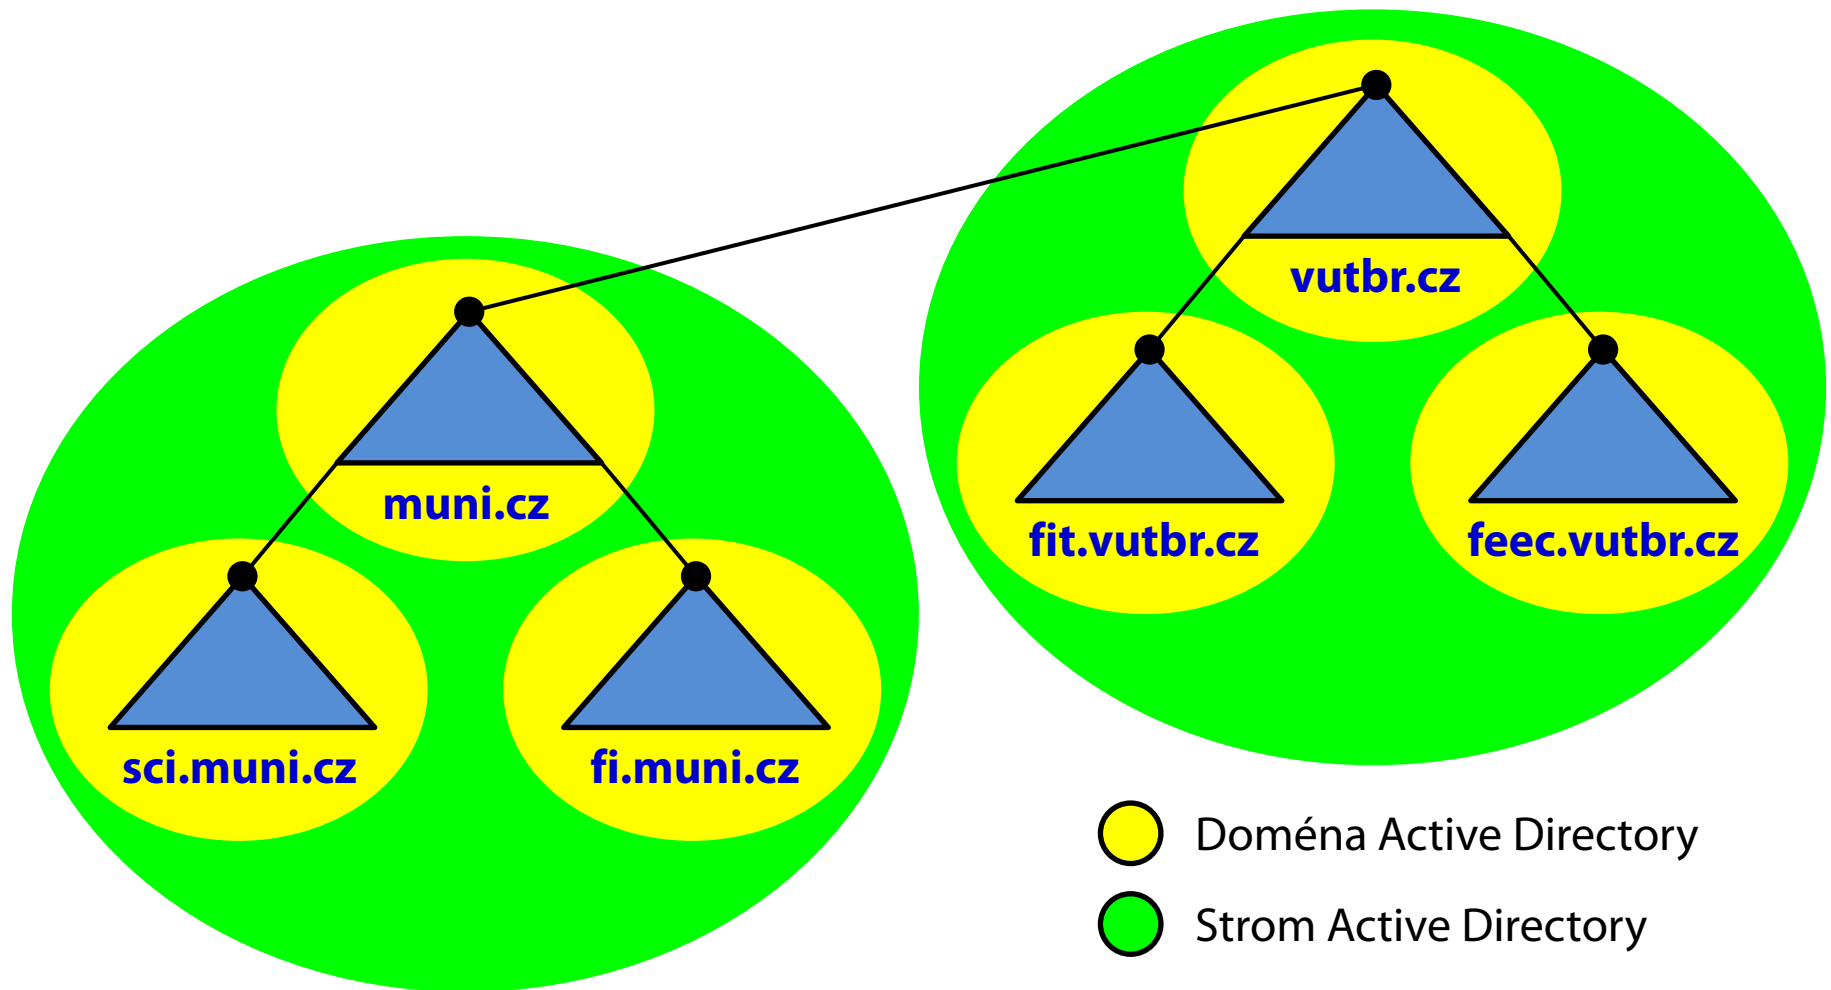 vutbr.cz
muni.cz
fit.vutbr.cz
feec.vutbr.cz
sci.muni.cz
fi.muni.cz
Doména Active Directory
Strom Active Directory